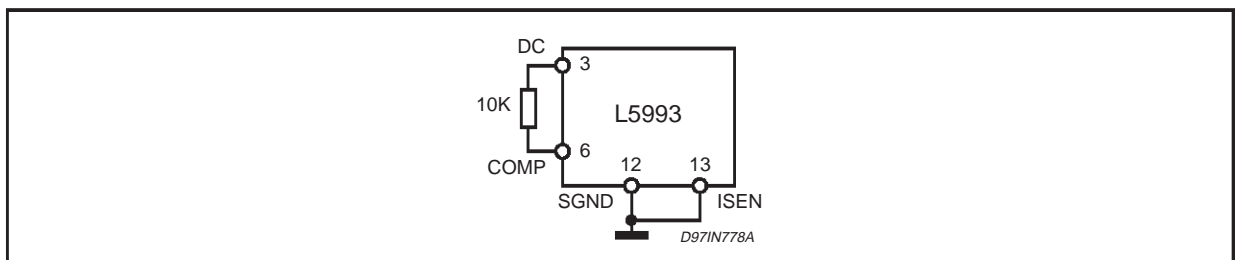 DC
3
10K
L5993
6
COMP
12
13
SGND
ISEN
D97IN778A